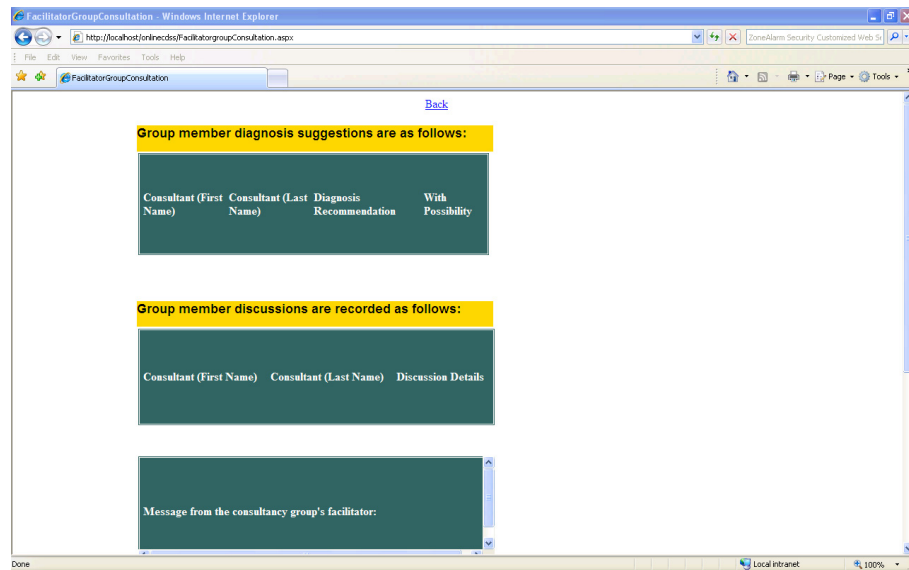 FacilitatorGroupConsultation - Windows Internet Explorer
http://localhost/onlinecdss/FacilitatorgroupConsultation.aspx
ZoneAlarm Security Customized Web Se
File Edit View Favorites Tools Help
FacilitatorGroupConsultation
Page Tools
Back
Group member diagnosis suggestions are as follows:
Consultant (First Consultant (Last Diagnosis With
Name) Name) Recommendation Possibility
Group member discussions are recorded as follows:
Consultant (First Name) Consultant (Last Name) Discussion Details
Message from the consultancy group's facilitator:
Done Local intranet 100%